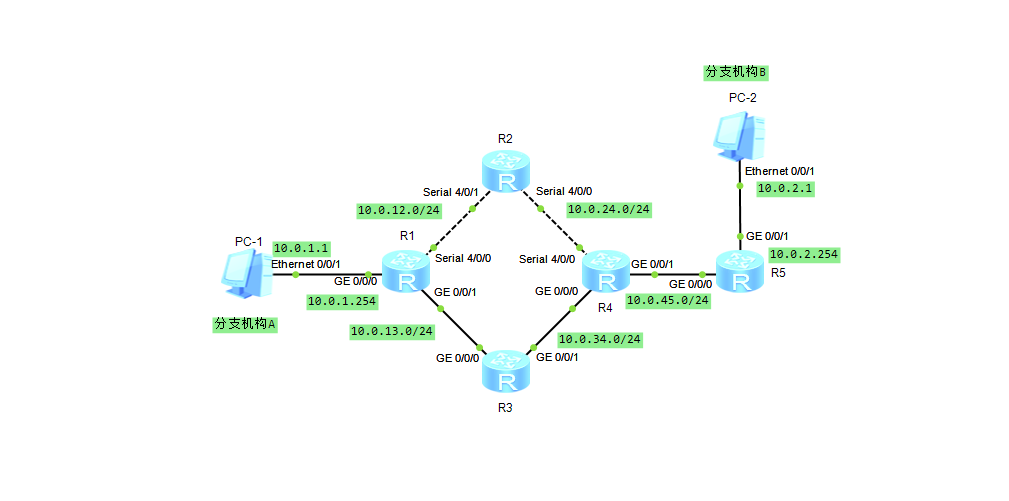 分支机构B
PC-2
R2
Ethernet 0/0/1
10.0.2.1
Serial 4/0/1
Serial 4/0/0
10.0.12.0/24
10.0.24.0/24
R1
PC-1
10.0.1.1
GE 0/0/1
10.0.2.254
Ethernet 0/0/1
Serial 4/0/0
Serial 4/0/0
GE 0/0/1
R5
GE 0/0/0
GE 0/0/0
10.0.1.254
GE 0/0/1
GE 0/0/0
10.0.45.0/24
R4
分支机构A
10.0.13.0/24
10.0.34.0/24
GE 0/0/0
GE 0/0/1
R3
R
R
R
R
R